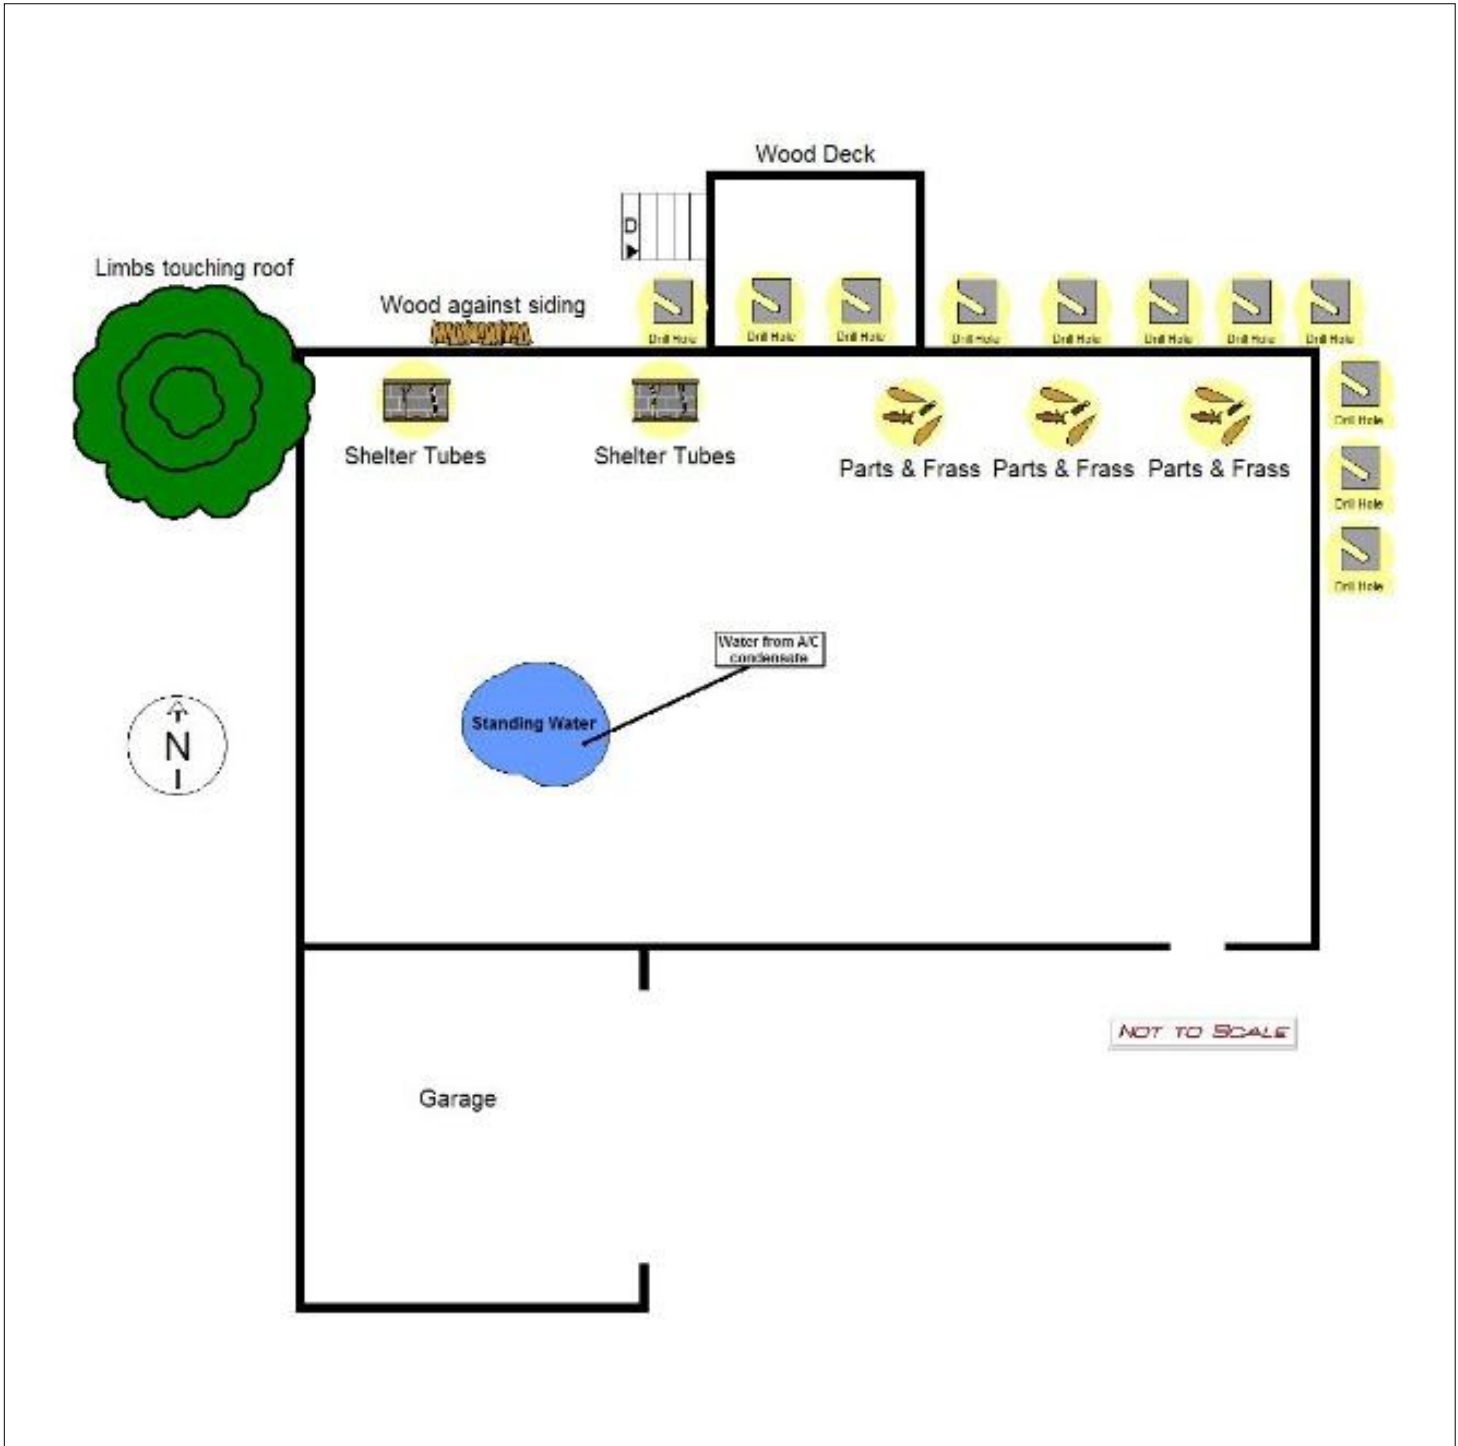 Wood Deck
D
Limbs touching roof
Wood against siding
Drill Hole
Drill Hole
Drill Hole
Drill Hole
Drill Hole
Drill Hole
Drill Hole
Drill Hole
Drill Hole
Shelter Tubes
Shelter Tubes
Parts & Frass
Parts & Frass
Parts & Frass
Drill Hole
Drill Hole
Water from A/C
condensate
Standing Water
N
NOT TO SCALE
Garage